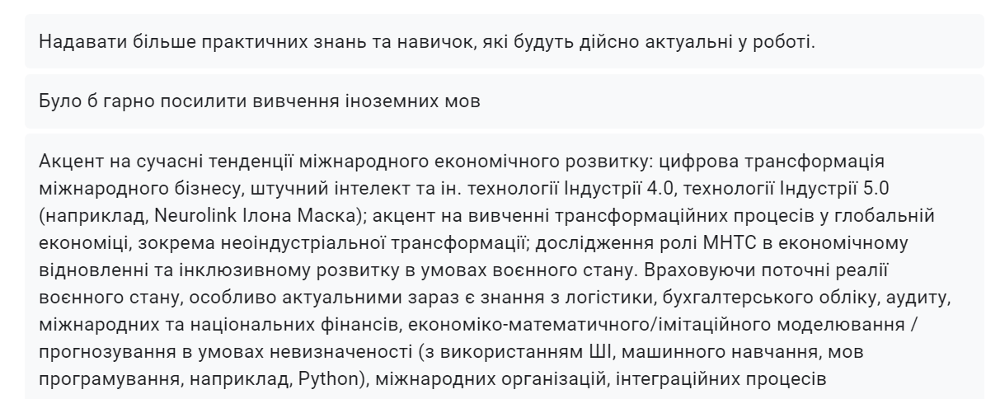 Надавати більше практичних знань та навичок, які будуть дійсно актуальні у роботі.
Було б гарно посилити вивчення іноземних мов
Акцент на сучасні тенденції міжнародного економічного розвитку: цифрова трансформація
міжнародного бізнесу, штучний інтелект та ін. технології Індустрії 4.0, технології Індустрії 5.0
(наприклад, Neurolink Ілона Маска); акцент на вивченні трансформаційних процесів у глобальній
економіці, зокрема неоіндустріальної трансформації; дослідження ролі МНТС в економічному
відновленні та інклюзивному розвитку в умовах воєнного стану. Враховуючи поточні реалії
воєнного стану, особливо актуальними зараз є знання з логістики, бухгалтерського обліку, аудиту,
міжнародних та національних фінансів, економіко-математичного/імітаційного моделювання /
прогнозування в умовах невизначеності (з використанням ШІ, машинного навчання, мов
програмування, наприклад, Python), міжнародних організацій, інтеграційних процесів